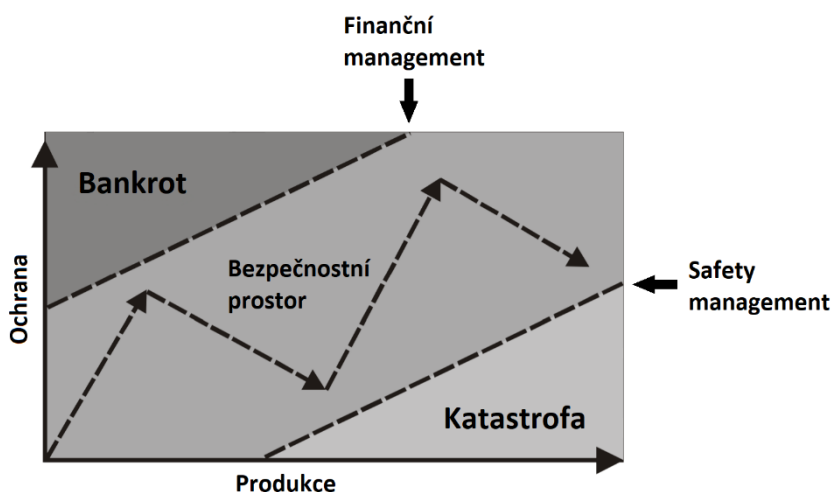 Finanční
management
Bankrot
Bezpečnostní
prostor
Ochrana
Safety
management
Katastrofa
Produkce